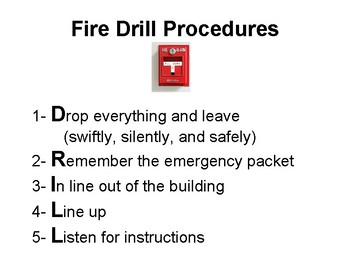 Fire Drill Procedures
1- Drop everything and leave
(swiftly, silently, and safely)
2- Remember the emergency packet
3- In line out of the building
4- Line up
5- Listen for instructions